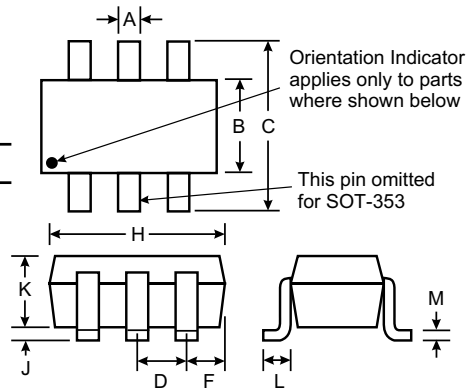 A
Orientation Indicator
applies only to parts
where shown below
B
C
This pin omitted
for SOT-353
H
K
M
J
D
F
L